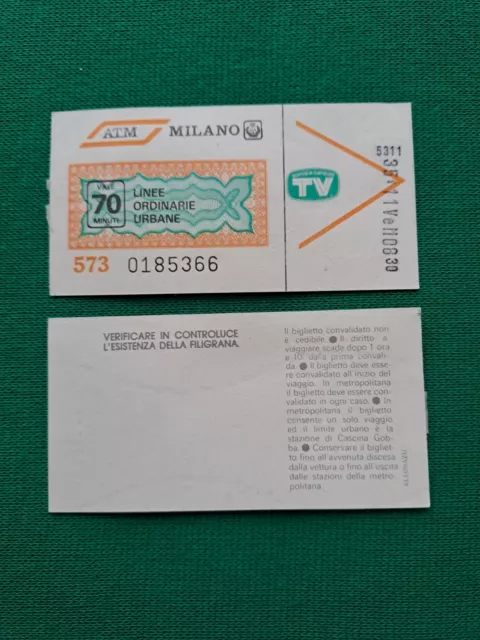 ATM MILANO
VALE
70
MINUTI
LINEE
ORDINARIE
URBANE
573 0185366
TV
5311
VERIFICARE IN CONTROLUCE
L'ESISTENZA DELLA FILIGRANA.
Il biglietto convalidato non
è cedibile. ● Il diritto a
viaggiare scade dopo 1 ora
e 10' dalla prima convali-
da. ● Il biglietto deve esse-
re convalidato all'inizio del
viaggio. In metropolitana
il biglietto deve essere con-
validato in ogni caso. ● In
metropolitana il biglietto
consente un solo viaggio,
ed il limite urbano è la
stazione di Cascina Gob-
ba. ● Conservare il bigliet-
to fino all'avvenuta discesa
dalla vettura o fino all'uscita
dalle stazioni della metro-
politana.